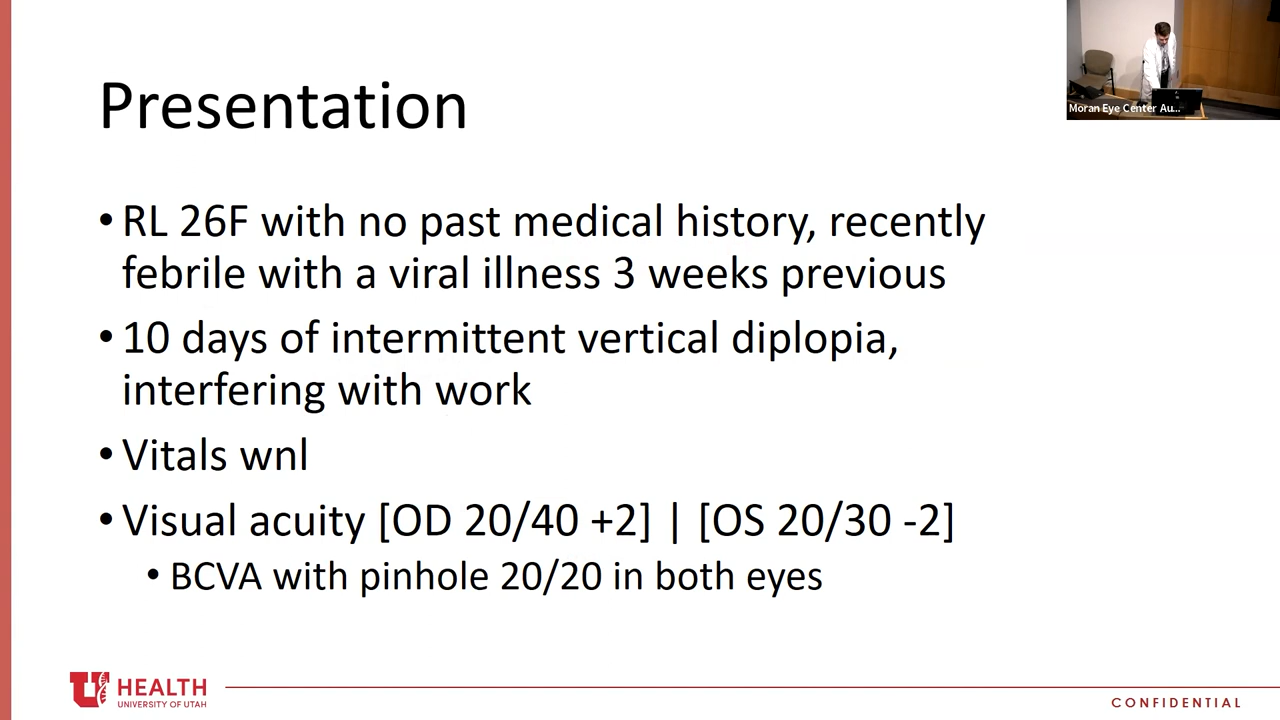 Presentation
Moran Eye Center Au...
• RL 26F with no past medical history, recently
febrile with a viral illness 3 weeks previous
• 10 days of intermittent vertical diplopia,
interfering with work
• Vitals wnl
• Visual acuity [OD 20/40 +2] | [OS 20/30 -2]
• BCVA with pinhole 20/20 in both eyes
U HEALTH
UNIVERSITY OF UTAH
CONFIDENTIAL